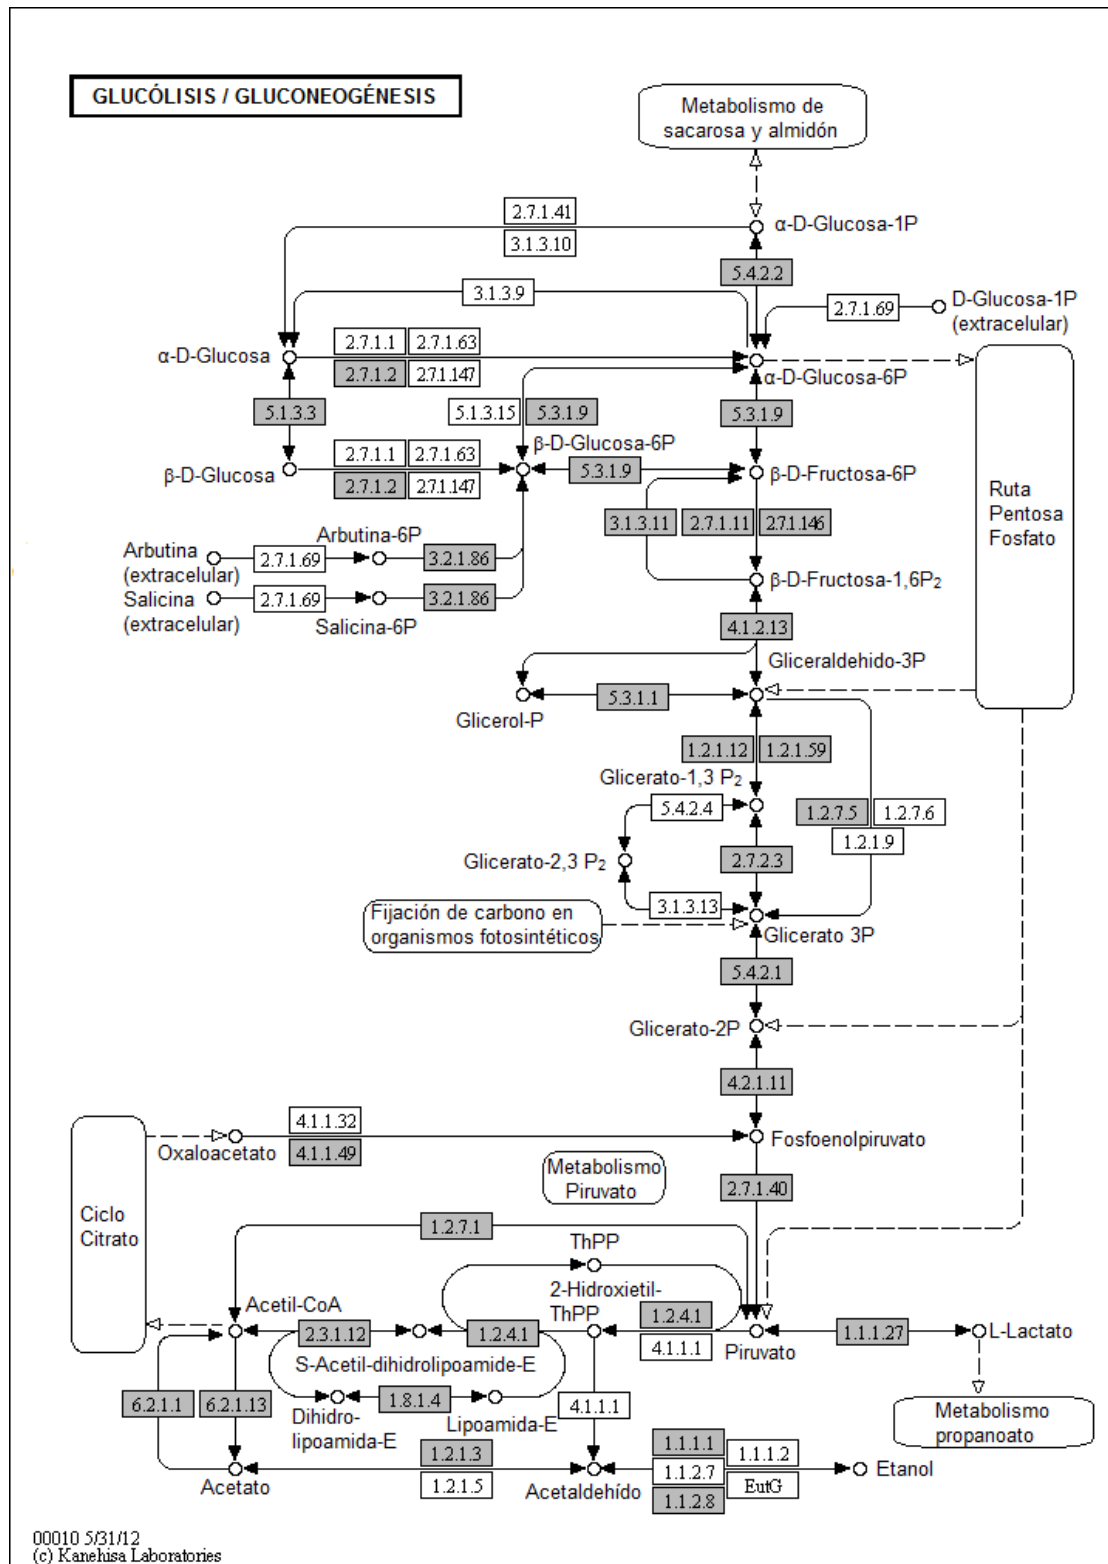 GLUCÓLISIS / GLUCONEOGÉNESIS
Metabolismo de
sacarosa y almidón
2.7.1.41
3.1.3.10
α-D-Glucosa-1P
5.4.2.2
3.1.3.9
2.7.1.69
D-Glucosa-1P
(extracelular)
α-D-Glucosa
2.7.1.1
2.7.1.63
2.7.1.2
2.7.1.147
α-D-Glucosa-6P
5.1.3.3
5.1.3.15
5.3.1.9
5.3.1.9
β-D-Glucosa-6P
β-D-Glucosa
2.7.1.1
2.7.1.63
2.7.1.2
2.7.1.147
5.3.1.9
β-D-Fructosa-6P
Ruta
Pentosa
Fosfato
3.1.3.11
2.7.1.11
2.7.1.146
Arbutina-6P
Arbutina
(extracelular)
2.7.1.69
3.2.1.86
β-D-Fructosa-1,6P2
Salicina
(extracelular)
2.7.1.69
3.2.1.86
Salicina-6P
4.1.2.13
Gliceraldehido-3P
5.3.1.1
Glicerol-P
1.2.1.12
1.2.1.59
Glicerato-1,3 P2
5.4.2.4
1.2.7.5
1.2.7.6
1.2.1.9
Glicerato-2,3 P2
2.7.2.3
3.1.3.13
Fijación de carbono en
organismos fotosintéticos
Glicerato 3P
5.4.2.1
Glicerato-2P
4.2.1.11
4.1.1.32
Oxaloacetato
4.1.1.49
Fosfoenolpiruvato
Metabolismo
Piruvato
2.7.1.40
Ciclo
Citrato
1.2.7.1
ThPP
2-Hidroxietil-
ThPP
Acetil-CoA
2.3.1.12
1.2.4.1
1.2.4.1
4.1.1.1
Piruvato
1.1.1.27
L-Lactato
S-Acetil-dihidrolipoamide-E
6.2.1.1
6.2.1.13
1.8.1.4
Dihidro-
lipoamida-E
Lipoamida-E
4.1.1.1
Metabolismo
propanoato
1.2.1.3
1.2.1.5
Acetato
Acetaldehído
1.1.1.1
1.1.1.2
1.1.2.7
EutG
1.1.2.8
Etanol
00010 5/31/12
(c) Kanehisa Laboratories